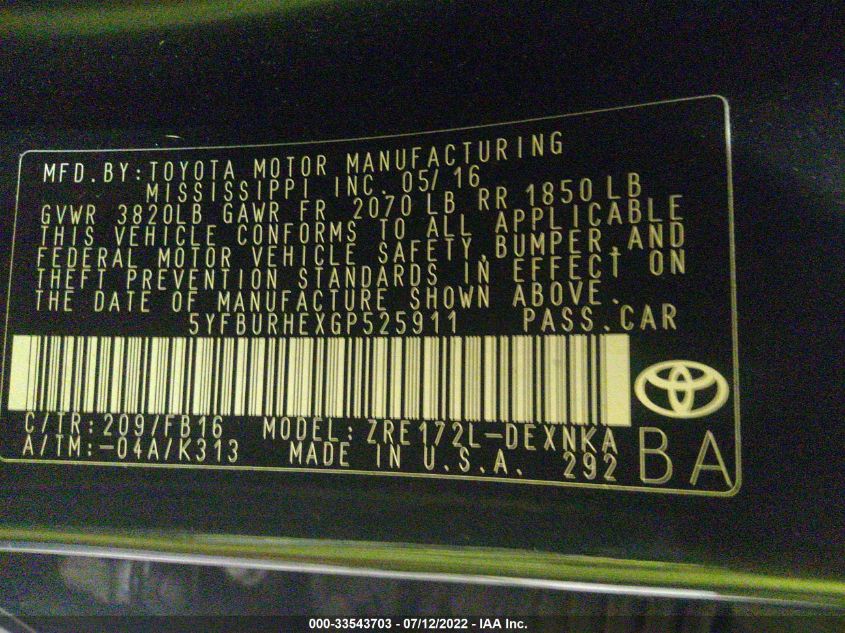 MFD.BY:TOYOTA MOTOR MANUFACTURING
MISSISSIPPI INC. 05/16
GVWR 3820LB GAWR FR 2070 LB RR 1850 LB
THIS VEHICLE CONFORMS TO ALL APPLICABLE
FEDERAL MOTOR VEHICLE SAFETY,BUMPER,AND
THEFT PREVENTION STANDARDS IN EFFECT ON
THE DATE OF MANUFACTURE SHOWN ABOVE.
5YFBURHEXGP525911 PASS.CAR
C/TR:209/FB16 MODEL:ZRE172L-DEXNKA
A/TM:-04A/K313 MADE IN U.S.A. 292
BA
000-33543703 - 07/12/2022 - IAA Inc.